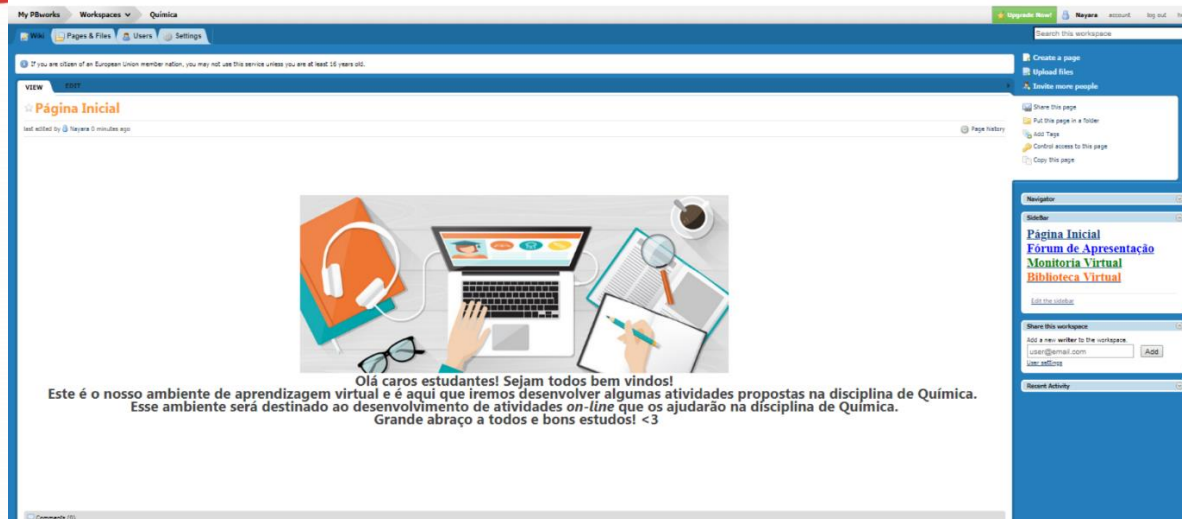 My PBworks Workspaces Química
Upgrade Now! Nayara account log out
Wiki Pages & Files Users Settings
Search this workspace
If you are citizen of an European Union member nation, you may not use this service unless you are at least 16 years old.
VIEW EDIT
Página Inicial
last edited by Nayara 0 minutes ago
Page history
Olá caros estudantes! Sejam todos bem vindos!
Este é o nosso ambiente de aprendizagem virtual e é aqui que iremos desenvolver algumas atividades propostas na disciplina de Química.
Esse ambiente será destinado ao desenvolvimento de atividades on-line que os ajudarão na disciplina de Química.
Grande abraço a todos e bons estudos! <3
Comments (0)
Create a page
Upload files
Invite more people
Share this page
Put this page in a folder
Add Tags
Control access to this page
Copy this page
Navigator
SideBar
Página Inicial
Fórum de Apresentação
Monitoria Virtual
Biblioteca Virtual
Edit the sidebar
Share this workspace
Add a new writer to the workspace.
user@email.com Add
User settings
Recent Activity